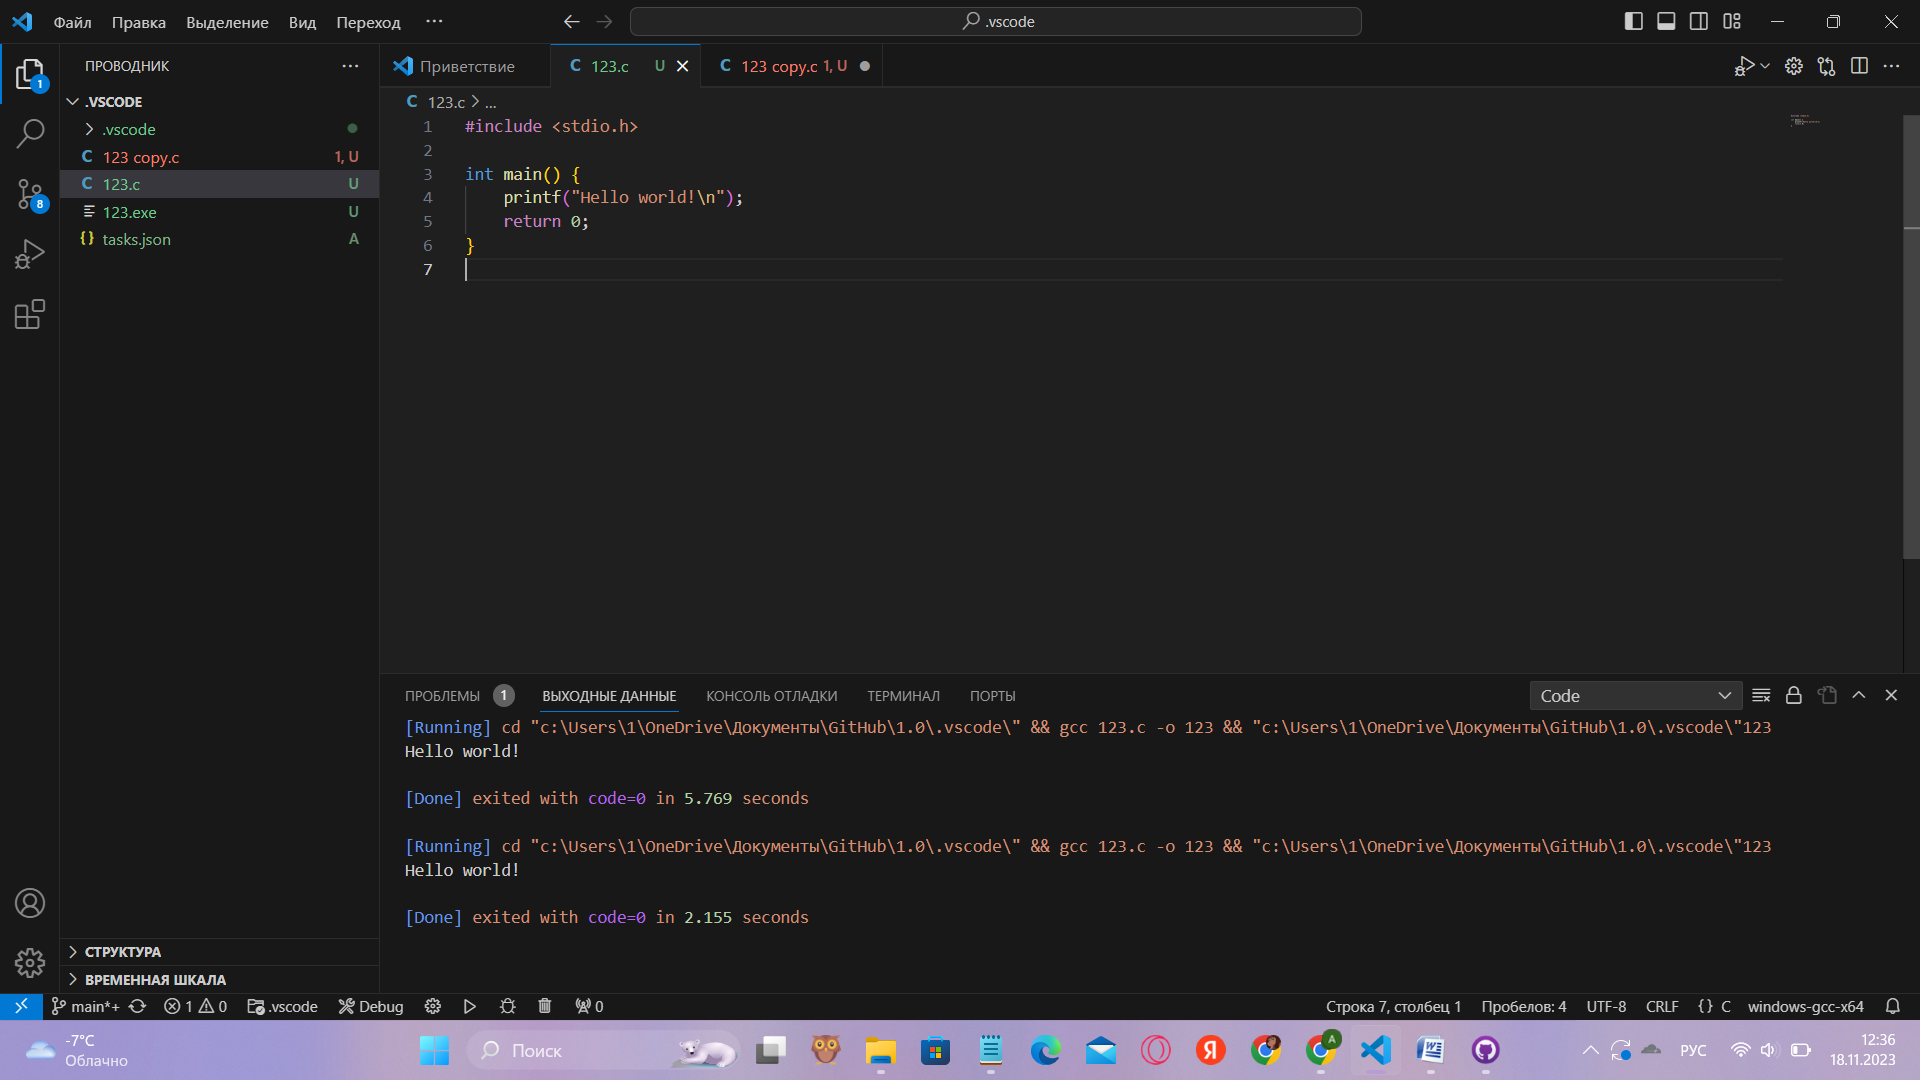 Файл Правка Выделение Вид Переход ···
.vscode
ПРОВОДНИК ···
1
.VSCODE
.vscode
C 123 copy.c 1, U
C 123.c U
8
123.exe U
{} tasks.json A
СТРУКТУРА
ВРЕМЕННАЯ ШКАЛА
Приветствие C 123.c U C 123 copy.c 1, U
C 123.c > ...
1 #include <stdio.h>
2
3 int main() {
4 printf("Hello world!\n");
5 return 0;
6 }
7
ПРОБЛЕМЫ 1 ВЫХОДНЫЕ ДАННЫЕ КОНСОЛЬ ОТЛАДКИ ТЕРМИНАЛ ПОРТЫ Code
[Running] cd "c:\Users\1\OneDrive\Документы\GitHub\1.0\.vscode\" && gcc 123.c -o 123 && "c:\Users\1\OneDrive\Документы\GitHub\1.0\.vscode\"123
Hello world!
[Done] exited with code=0 in 5.769 seconds
[Running] cd "c:\Users\1\OneDrive\Документы\GitHub\1.0\.vscode\" && gcc 123.c -o 123 && "c:\Users\1\OneDrive\Документы\GitHub\1.0\.vscode\"123
Hello world!
[Done] exited with code=0 in 2.155 seconds
main*+ 1 0 .vscode Debug 0 Строка 7, столбец 1 Пробелов: 4 UTF-8 CRLF {} C windows-gcc-x64
-7°C
Облачно
Поиск
Я
A
W
РУС
12:36
18.11.2023